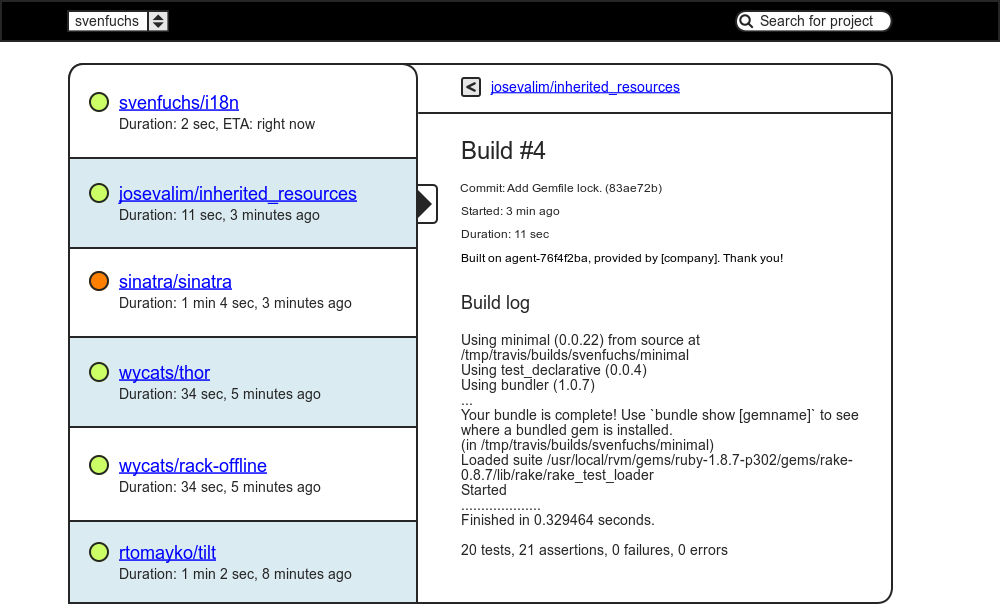 svenfuchs
Search for project
svenfuchs/i18n
Duration: 2 sec, ETA: right now
josevalim/inherited_resources
Duration: 11 sec, 3 minutes ago
sinatra/sinatra
Duration: 1 min 4 sec, 3 minutes ago
wycats/thor
Duration: 34 sec, 5 minutes ago
wycats/rack-offline
Duration: 34 sec, 5 minutes ago
rtomayko/tilt
Duration: 1 min 2 sec, 8 minutes ago
< josevalim/inherited_resources
Build #4
Commit: Add Gemfile lock. (83ae72b)
Started: 3 min ago
Duration: 11 sec
Built on agent-76f4f2ba, provided by [company]. Thank you!
Build log
Using minimal (0.0.22) from source at
/tmp/travis/builds/svenfuchs/minimal
Using test_declarative (0.0.4)
Using bundler (1.0.7)
...
Your bundle is complete! Use `bundle show [gemname]` to see
where a bundled gem is installed.
(in /tmp/travis/builds/svenfuchs/minimal)
Loaded suite /usr/local/rvm/gems/ruby-1.8.7-p302/gems/rake-
0.8.7/lib/rake/rake_test_loader
Started
....................
Finished in 0.329464 seconds.
20 tests, 21 assertions, 0 failures, 0 errors